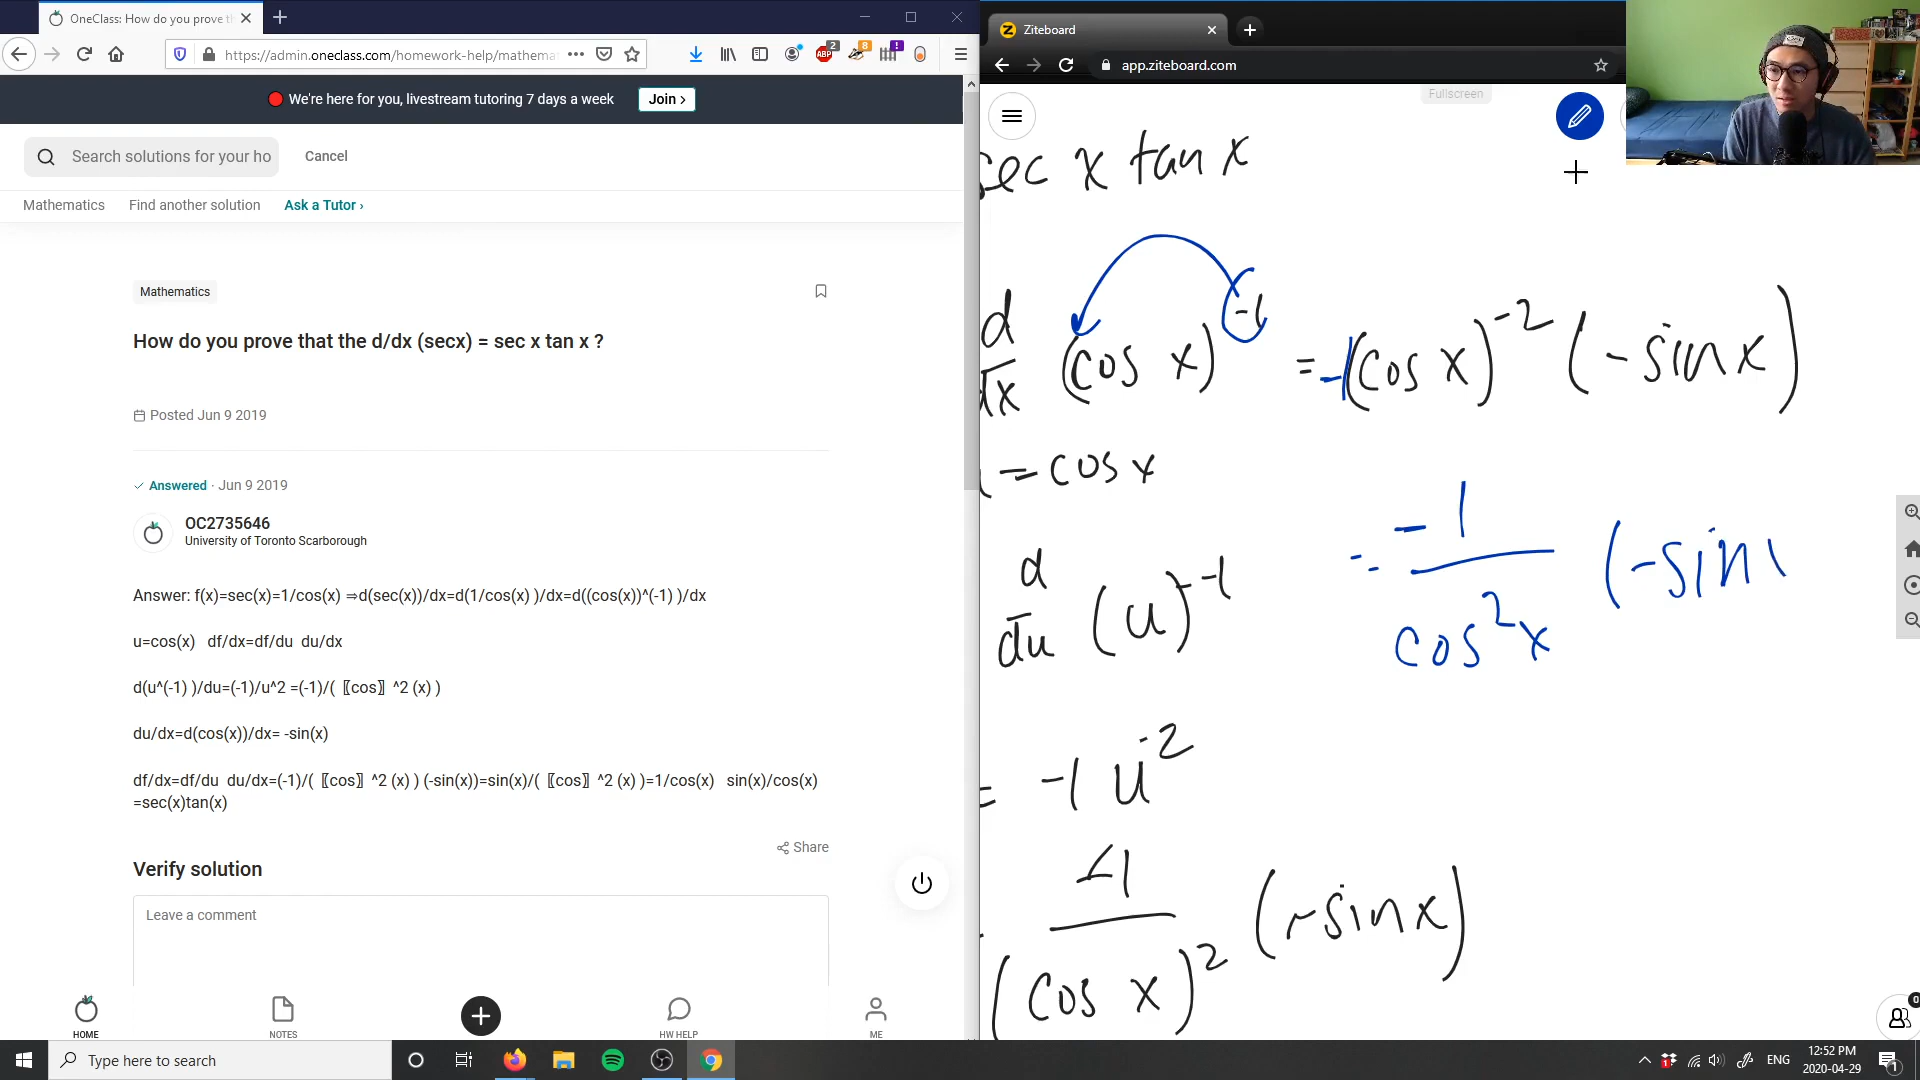 OneClass: How do you prove th
https://admin.oneclass.com/homework-help/mathema
We're here for you, livestream tutoring 7 days a week
Join ›
Search solutions for your ho
Cancel
Mathematics
Find another solution
Ask a Tutor ›
Mathematics
How do you prove that the d/dx (secx) = sec x tan x ?
Posted Jun 9 2019
Answered · Jun 9 2019
OC2735646
University of Toronto Scarborough
Answer: f(x)=sec(x)=1/cos(x) ⇒d(sec(x))/dx=d(1/cos(x) )/dx=d((cos(x))^(-1) )/dx
u=cos(x) df/dx=df/du du/dx
d(u^(-1) )/du=(-1)/u^2 =(-1)/( 〖cos〗 ^2 (x) )
du/dx=d(cos(x))/dx= -sin(x)
df/dx=df/du du/dx=(-1)/( 〖cos〗 ^2 (x) ) (-sin(x))=sin(x)/( 〖cos〗 ^2 (x) )=1/cos(x) sin(x)/cos(x)
=sec(x)tan(x)
Share
Verify solution
Leave a comment
HOME
NOTES
HW HELP
ME
Ziteboard
app.ziteboard.com
Fullscreen
sec x tan x
d/dx (cos x)^-1 = -1(cos x)^-2 (-sin x)
= cos x
d/du (u)^-1
= -1/cos^2 x (-sin
= -1 u^-2
-1/(cos x)^2 (-sin x)
2
8
!
ABP
0
Type here to search
ENG
12:52 PM
2020-04-29
1